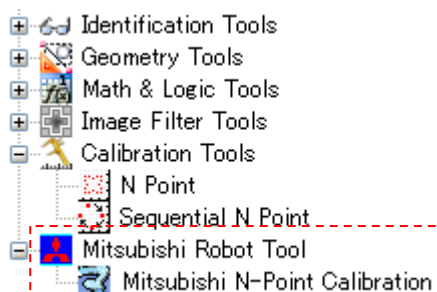 Identification Tools
Geometry Tools
Math & Logic Tools
Image Filter Tools
Calibration Tools
N Point
Sequential N Point
Mitsubishi Robot Tool
Mitsubishi N-Point Calibration